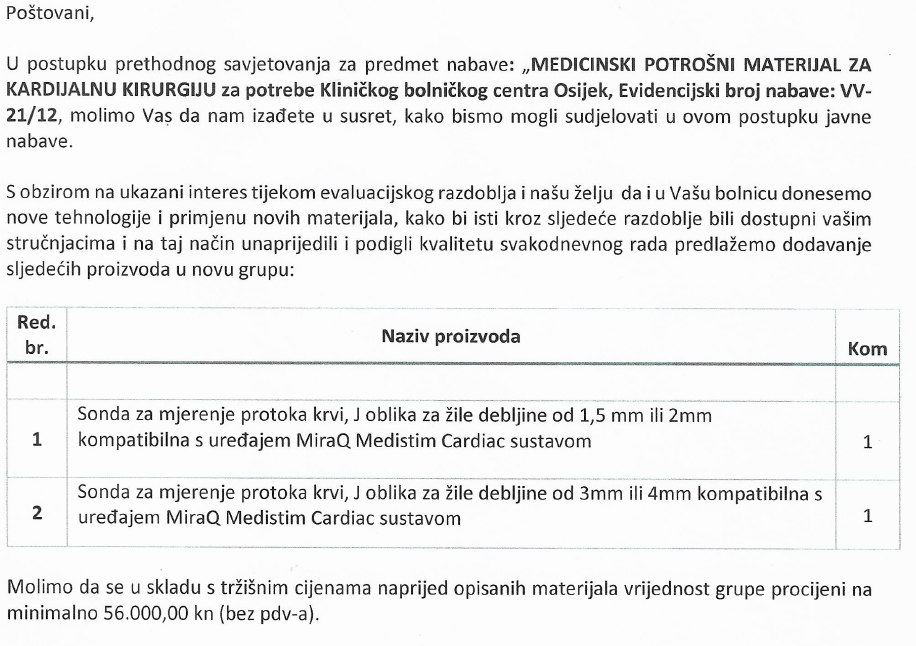 Poštovani,
U postupku prethodnog savjetovanja za predmet nabave: „MEDICINSKI POTROŠNI MATERIJAL ZA
KARDIJALNU KIRURGIJU za potrebe Kliničkog bolničkog centra Osijek, Evidencijski broj nabave: VV-
21/12, molimo Vas da nam izađete u susret, kako bismo mogli sudjelovati u ovom postupku javne
nabave.
S obzirom na ukazani interes tijekom evaluacijskog razdoblja i našu želju da i u Vašu bolnicu donesemo
nove tehnologije i primjenu novih materijala, kako bi isti kroz sljedeće razdoblje bili dostupni vašim
stručnjacima i na taj način unaprijedili i podigli kvalitetu svakodnevnog rada predlažemo dodavanje
sljedećih proizvoda u novu grupu:
Red.
br.
Naziv proizvoda
Kom
Sonda za mjerenje protoka krvi, J oblika za žile debljine od 1,5 mm ili 2mm
1 kompatibilna s uređajem MiraQ Medistim Cardiac sustavom 1
Sonda za mjerenje protoka krvi, J oblika za žile debljine od 3mm ili 4mm kompatibilna s
2 uređajem MiraQ Medistim Cardiac sustavom 1
Molimo da se u skladu s tržišnim cijenama naprijed opisanih materijala vrijednost grupe procijeni na
minimalno 56.000,00 kn (bez pdv-a).